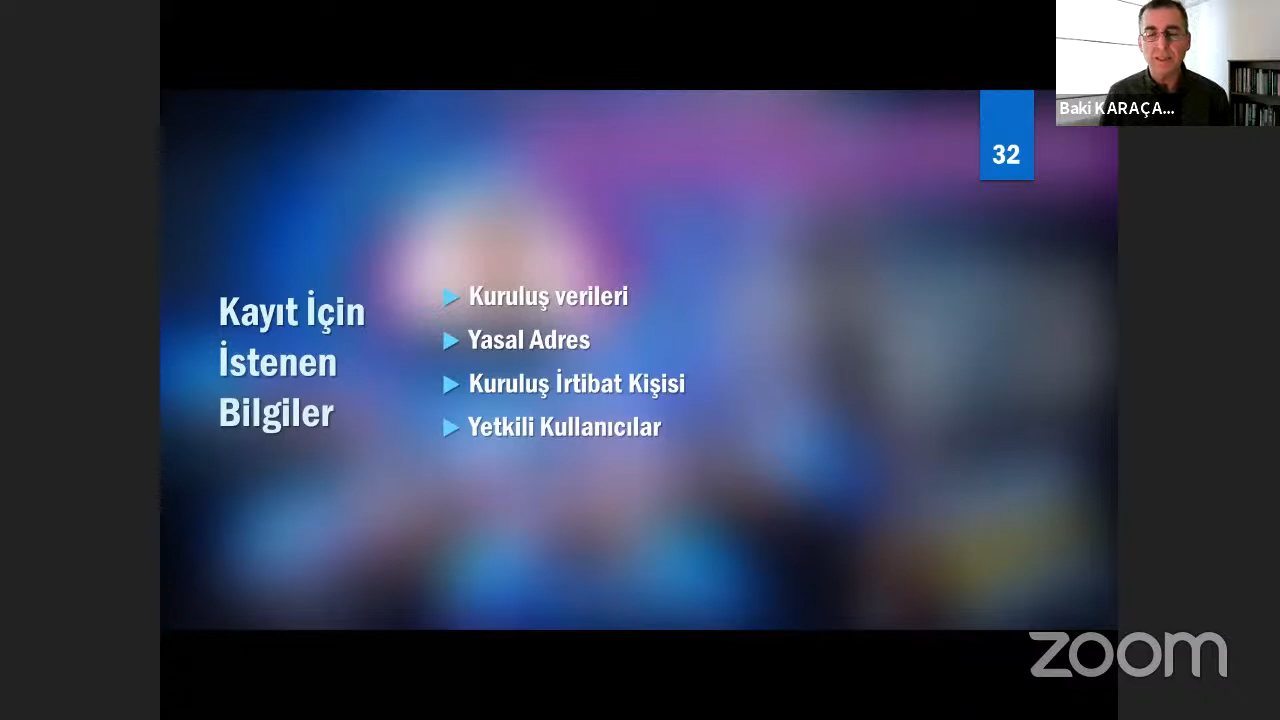 Baki KARAÇA...
32
Kayıt İçin
İstenen
Bilgiler
Kuruluş verileri
Yasal Adres
Kuruluş İrtibat Kişisi
Yetkili Kullanıcılar
zoom